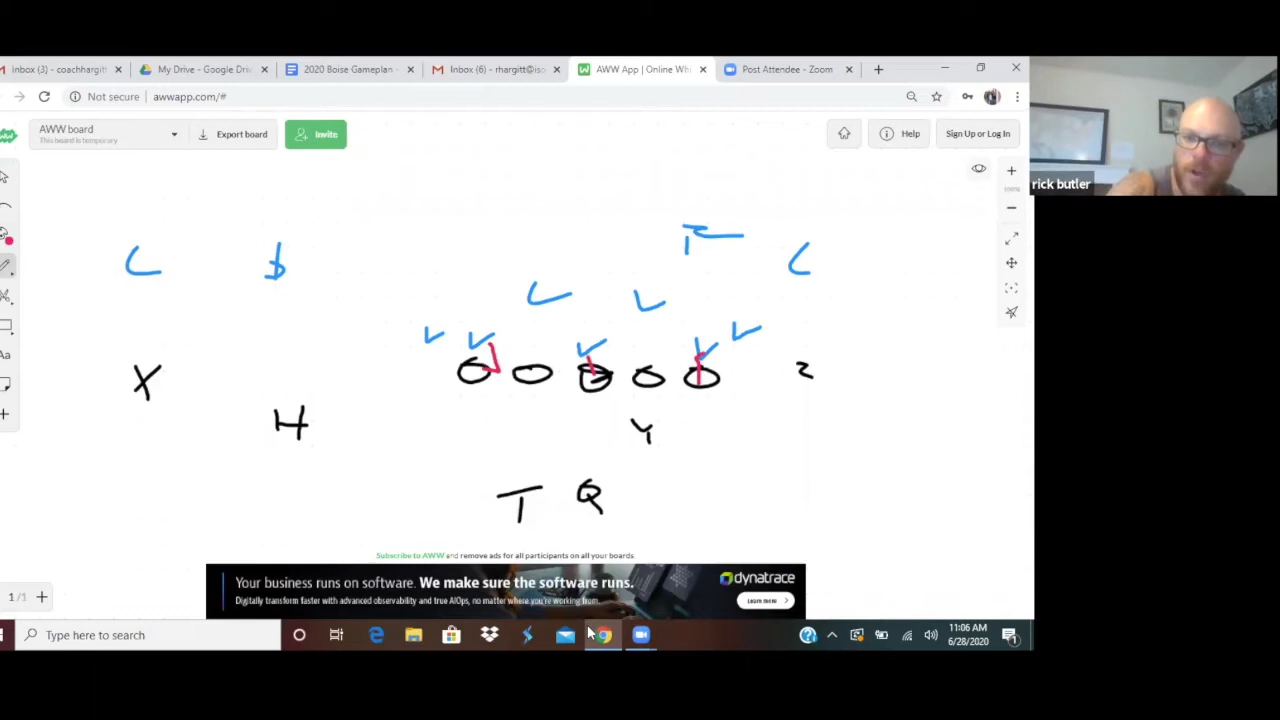 Inbox (3) - coachhargitt
My Drive - Google Driv
2020 Boise Gameplan -
Inbox (6) - rhargitt@iso
AWW App | Online Whi
Post Attendee - Zoom
Not secure | awwapp.com/#
AWW board
This board is temporary
Export board
Invite
Help
Sign Up or Log In
rick butler
C
C
X
H
Y
Z
T
Q
Subscribe to AWW and remove ads for all participants on all your boards
Your business runs on software. We make sure the software runs.
Digitally transform faster with advanced observability and true AIOps, no matter where you're working from.
dynatrace
Learn more
1/1
Type here to search
11:06 AM
6/28/2020
1